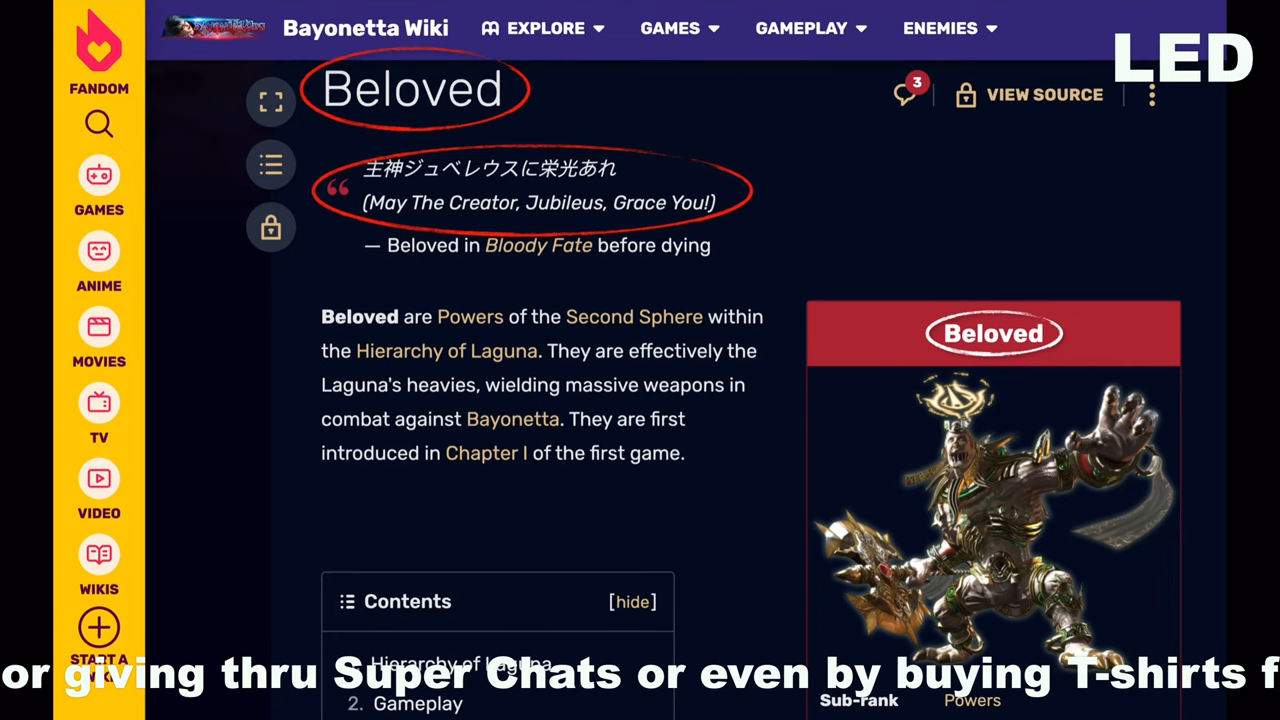 Bayonetta Wiki
EXPLORE
GAMES
GAMEPLAY
ENEMIES
LED
FANDOM
GAMES
ANIME
MOVIES
TV
VIDEO
WIKIS
START A
Beloved
3
VIEW SOURCE
主神ジュベレウスに栄光あれ
(May The Creator, Jubileus, Grace You!)
— Beloved in Bloody Fate before dying
Beloved are Powers of the Second Sphere within
the Hierarchy of Laguna. They are effectively the
Laguna's heavies, wielding massive weapons in
combat against Bayonetta. They are first
introduced in Chapter I of the first game.
Beloved
Contents [hide]
Hierarchy of Laguna
2. Gameplay
Sub-rank Powers
or giving thru Super Chats or even by buying T-shirts f